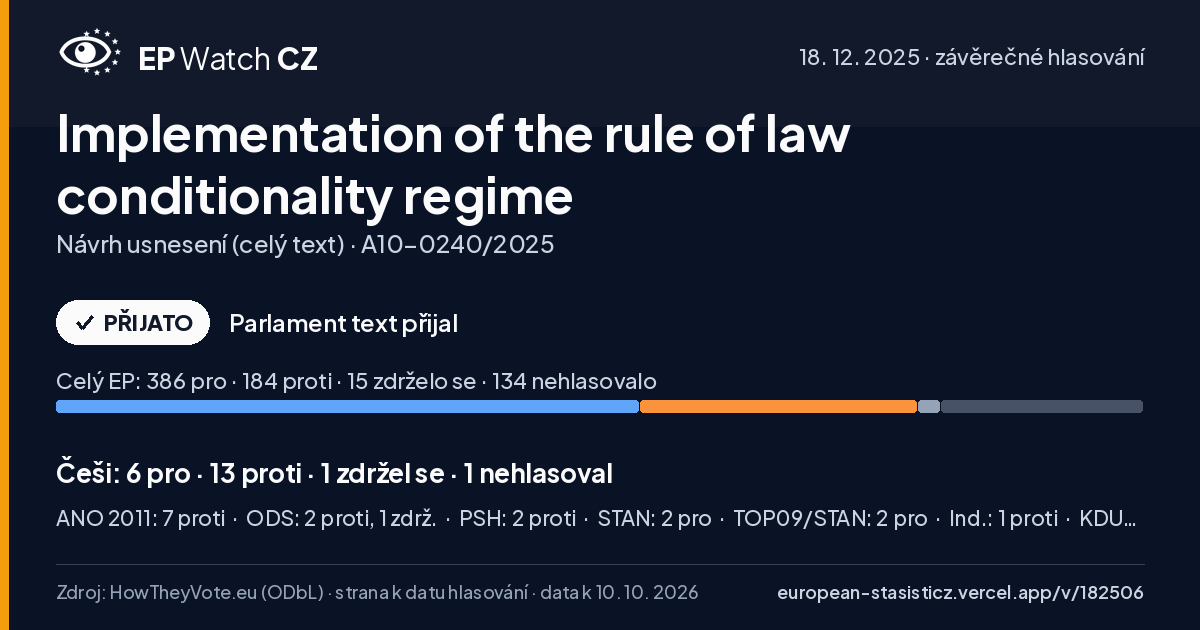 EP Watch CZ
18. 12. 2025 · závěrečné hlasování
Implementation of the rule of law
conditionality regime
Návrh usnesení (celý text) · A10-0240/2025
✓ PŘIJATO
Parlament text přijal
Celý EP: 386 pro · 184 proti · 15 zdrželo se · 134 nehlasovalo
Češi: 6 pro · 13 proti · 1 zdržel se · 1 nehlasoval
ANO 2011: 7 proti · ODS: 2 proti, 1 zdrž. · PSH: 2 proti · STAN: 2 pro · TOP09/STAN: 2 pro · Ind.: 1 proti · KDU…
Zdroj: HowTheyVote.eu (ODbL) · strana k datu hlasování · data k 10. 10. 2026
european-stasisticz.vercel.app/v/182506